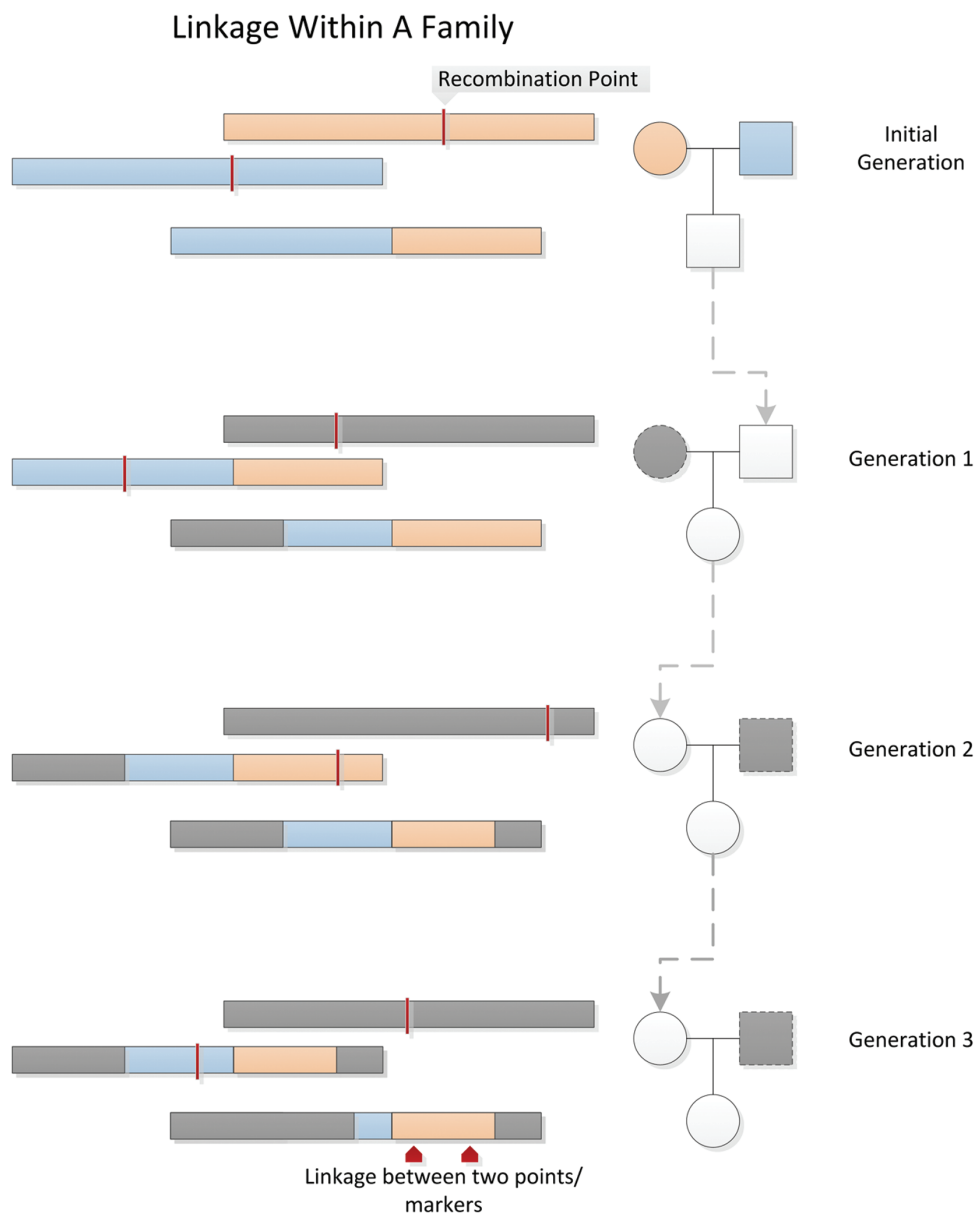 Linkage Within A Family
Recombination Point
Initial
Generation
Generation 1
Generation 2
Generation 3
Linkage between two points/
markers